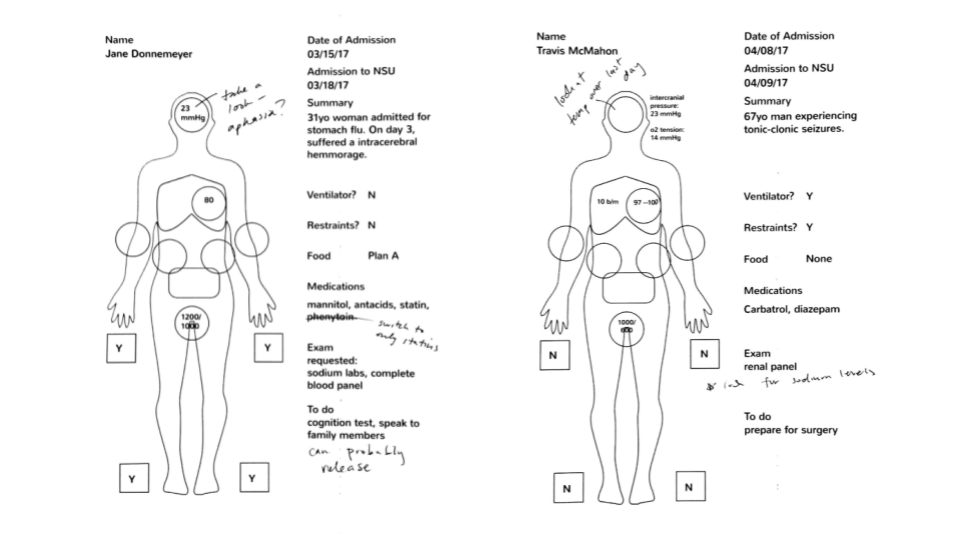 Name
Jane Donnemeyer
Date of Admission
03/15/17
Admission to NSU
03/18/17
Summary
31yo woman admitted for
stomach flu. On day 3,
suffered a intracerebral
hemmorage.
23
mmHg
take a
look -
aphasia?
80
Ventilator? N
Restraints? N
Food Plan A
Medications
mannitol, antacids, statin,
phenytoin
switch to
only statins
1200/
1000
Y
Y
Exam
requested:
sodium labs, complete
blood panel
To do
cognition test, speak to
family members
can probably
release
Y
Y
Name
Travis McMahon
Date of Admission
04/08/17
Admission to NSU
04/09/17
Summary
67yo man experiencing
tonic-clonic seizures.
look at
temp over last
day
intercranial
pressure:
23 mmHg
o2 tension:
14 mmHg
10 b/m
97 –100
Ventilator? Y
Restraints? Y
Food None
Medications
Carbatrol, diazepam
1000/
800
N
N
Exam
renal panel
look for sodium levels
To do
prepare for surgery
N
N